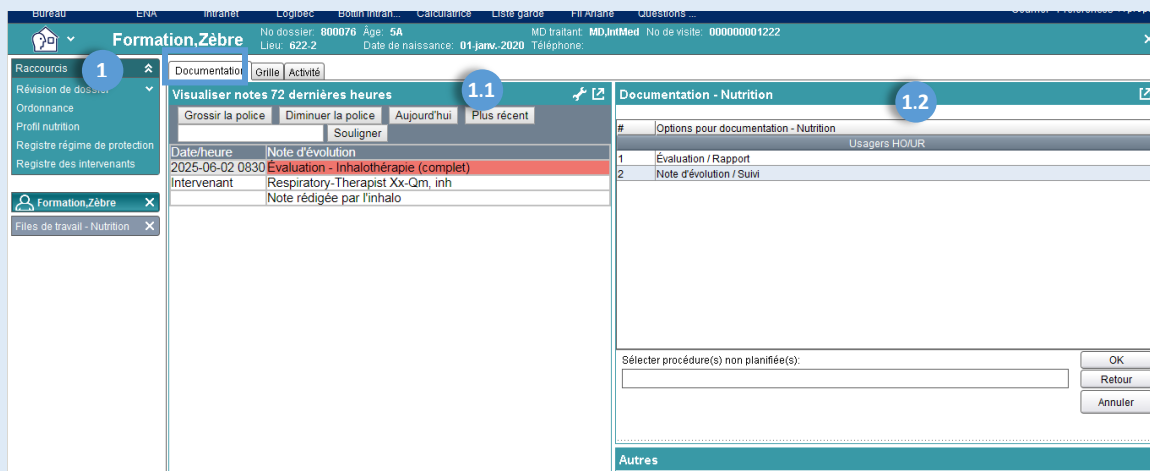 Bureau ENA Intranet Logibec Bottin intran... Calculatrice Liste garde Fil Ariane Questions ...
Formation,Zèbre
No dossier: 800076 Âge: 5A MD traitant: MD,IntMed No de visite: 000000001222
Lieu: 622-2 Date de naissance: 01-janv.-2020 Téléphone:
Raccourcis
1
Révision de dossier
Ordonnance
Profil nutrition
Registre régime de protection
Registre des intervenants
Formation,Zèbre X
Files de travail - Nutrition X
Documentation Grille Activité
Visualiser notes 72 dernières heures
1.1
Grossir la police Diminuer la police Aujourd'hui Plus récent
Souligner
Date/heure Note d'évolution
2025-06-02 0830 Évaluation - Inhalothérapie (complet)
Intervenant Respiratory-Therapist Xx-Qm, inh
Note rédigée par l'inhalo
Documentation - Nutrition
1.2
# Options pour documentation - Nutrition
Usagers HO/UR
1 Évaluation / Rapport
2 Note d'évolution / Suivi
Sélecter procédure(s) non planifiée(s):
OK
Retour
Annuler
Autres